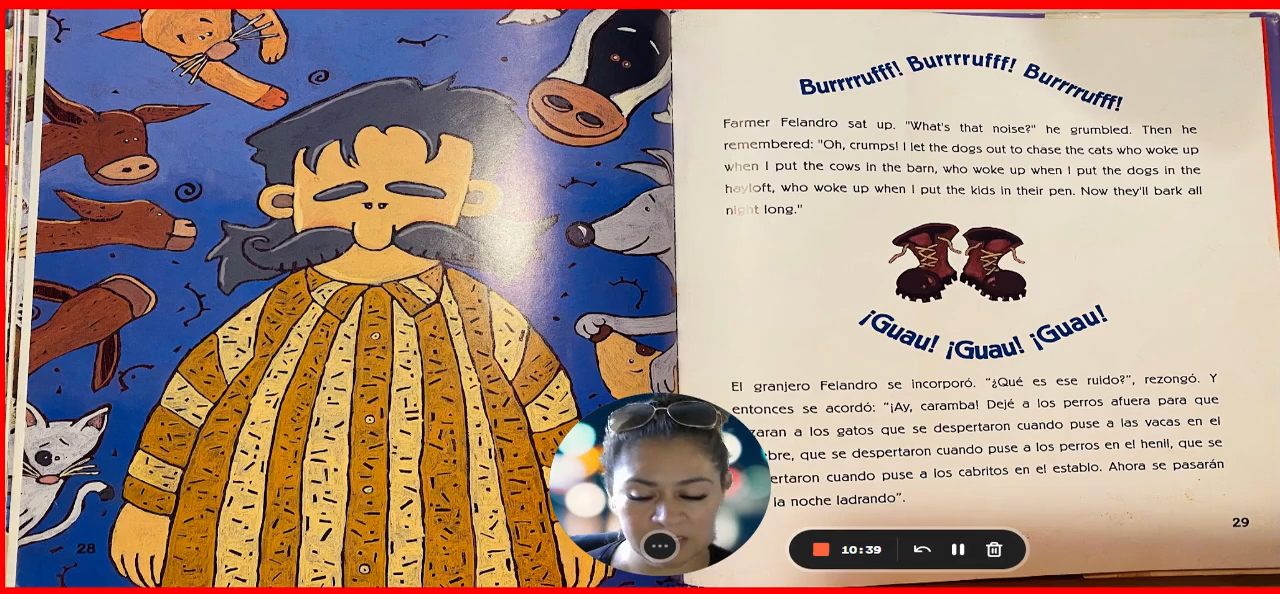 Burrrrufff! Burrrrufff! Burrrrufff!
Farmer Felandro sat up. "What's that noise?" he grumbled. Then he
remembered: "Oh, crumps! I let the dogs out to chase the cats who woke up
when I put the cows in the barn, who woke up when I put the dogs in the
hayloft, who woke up when I put the kids in their pen. Now they'll bark all
night long."
¡Guau! ¡Guau! ¡Guau!
El granjero Felandro se incorporó. "¿Qué es ese ruido?", rezongó. Y
entonces se acordó: "¡Ay, caramba! Dejé a los perros afuera para que
a los gatos que se despertaron cuando puse a las vacas en el
que se despertaron cuando puse a los perros en el henil, que se
cuando puse a los cabritos en el establo. Ahora se pasarán
la noche ladrando".
28
29
10:39